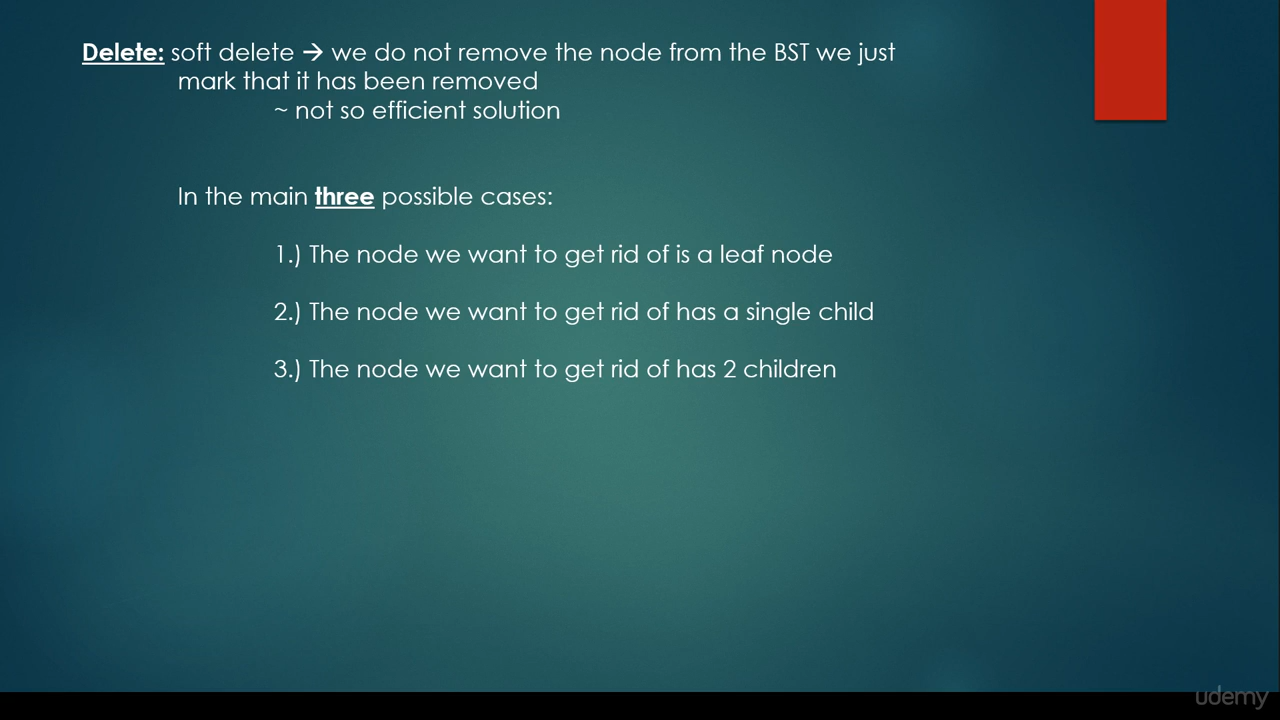 Delete: soft delete → we do not remove the node from the BST we just
mark that it has been removed
~ not so efficient solution
In the main three possible cases:
1.) The node we want to get rid of is a leaf node
2.) The node we want to get rid of has a single child
3.) The node we want to get rid of has 2 children
udemy